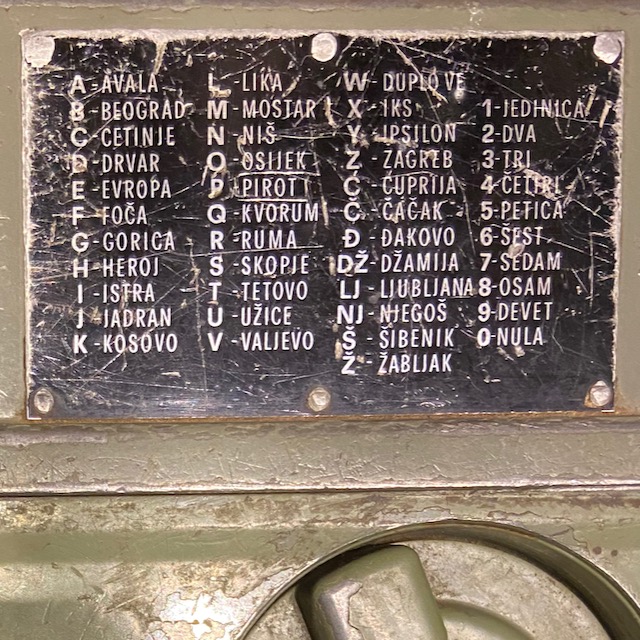 A-AVALA
B-BEOGRAD
C-CETINJE
D-DRVAR
E-EVROPA
F-FOČA
G-GORICA
H-HEROJ
I-ISTRA
J-JADRAN
K-KOSOVO
L-LIKA
M-MOSTAR
N-NIŠ
O-OSIJEK
P-PIROT
Q-KVORUM
R-RUMA
S-SKOPJE
T-TETOVO
U-UŽICE
V-VALJEVO
W-DUPLO VE
X-IKS
Y-IPSILON
Z-ZAGREB
Ć-ĆUPRIJA
Č-ČAČAK
Đ-ĐAKOVO
DŽ-DŽAMIJA
LJ-LJUBLJANA
NJ-NJEGOŠ
Š-ŠIBENIK
Ž-ŽABLJAK
1-JEDINICA
2-DVA
3-TRI
4-ČETIRI
5-PETICA
6-ŠEST
7-SEDAM
8-OSAM
9-DEVET
0-NULA